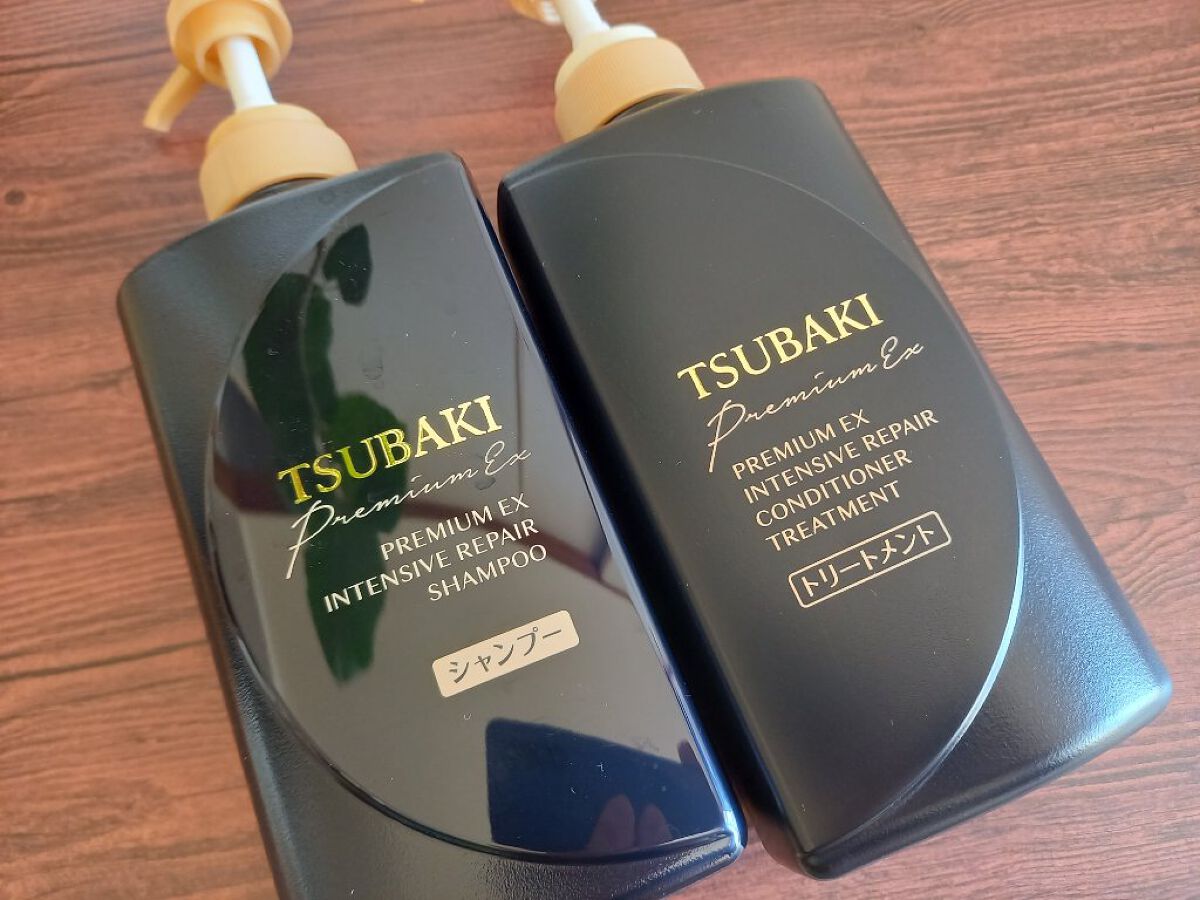 TSUBAKI
Premium Ex
PREMIUM EX
INTENSIVE REPAIR
SHAMPOO
シャンプー
TSUBAKI
Premium Ex
PREMIUM EX
INTENSIVE REPAIR
CONDITIONER
TREATMENT
トリートメント